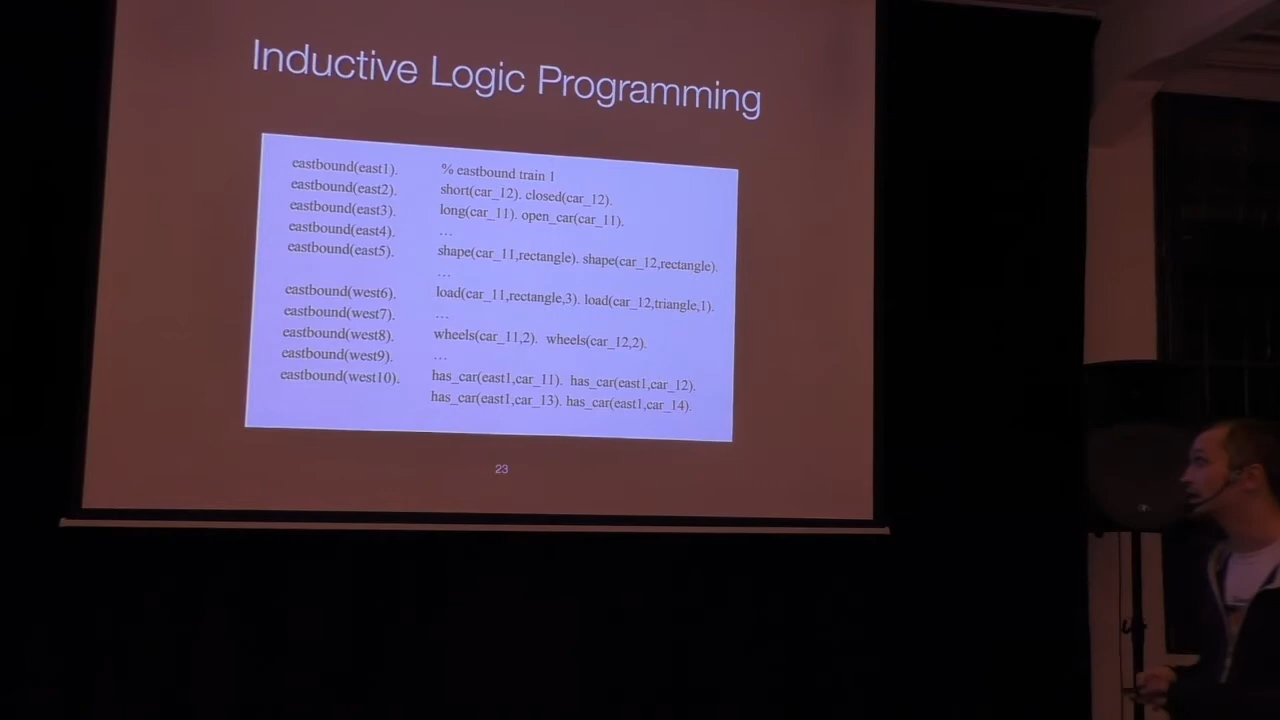 Inductive Logic Programming
eastbound(east1).
eastbound(east2).
eastbound(east3).
eastbound(east4).
eastbound(east5).
eastbound(west6).
eastbound(west7).
eastbound(west8).
eastbound(west9).
eastbound(west10).
% eastbound train 1
short(car_12). closed(car_12).
long(car_11). open_car(car_11).
…
shape(car_11,rectangle). shape(car_12,rectangle).
…
load(car_11,rectangle,3). load(car_12,triangle,1).
…
wheels(car_11,2). wheels(car_12,2).
…
has_car(east1,car_11). has_car(east1,car_12).
has_car(east1,car_13). has_car(east1,car_14).
23